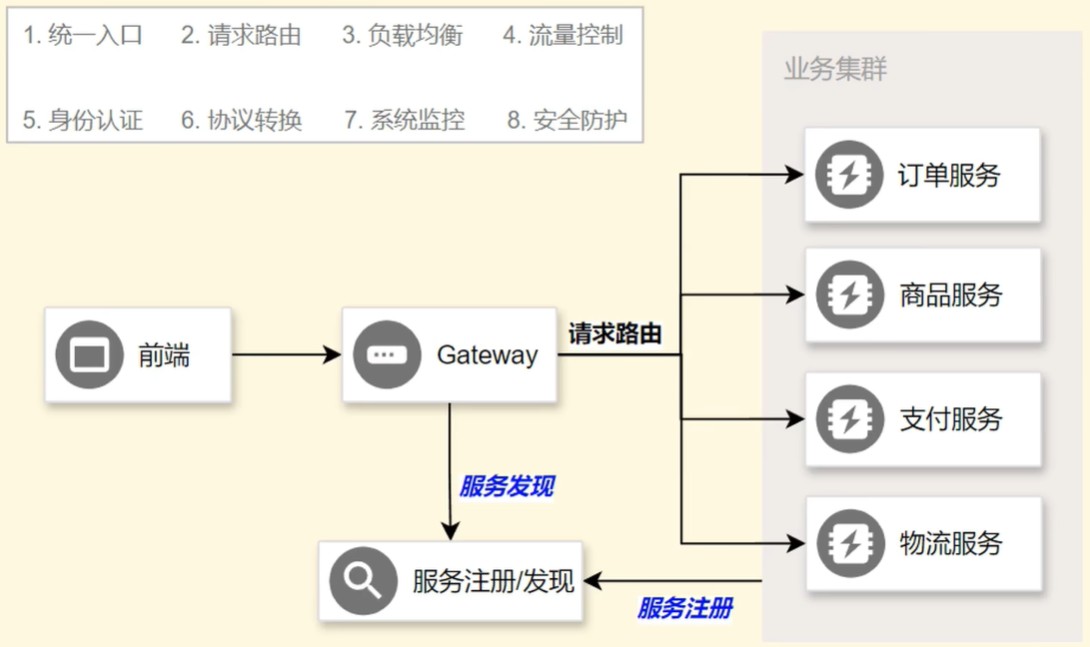 1. 统一入口 2. 请求路由 3. 负载均衡 4. 流量控制
5. 身份认证 6. 协议转换 7. 系统监控 8. 安全防护
业务集群
订单服务
商品服务
请求路由
前端
Gateway
支付服务
服务发现
物流服务
服务注册/发现
服务注册